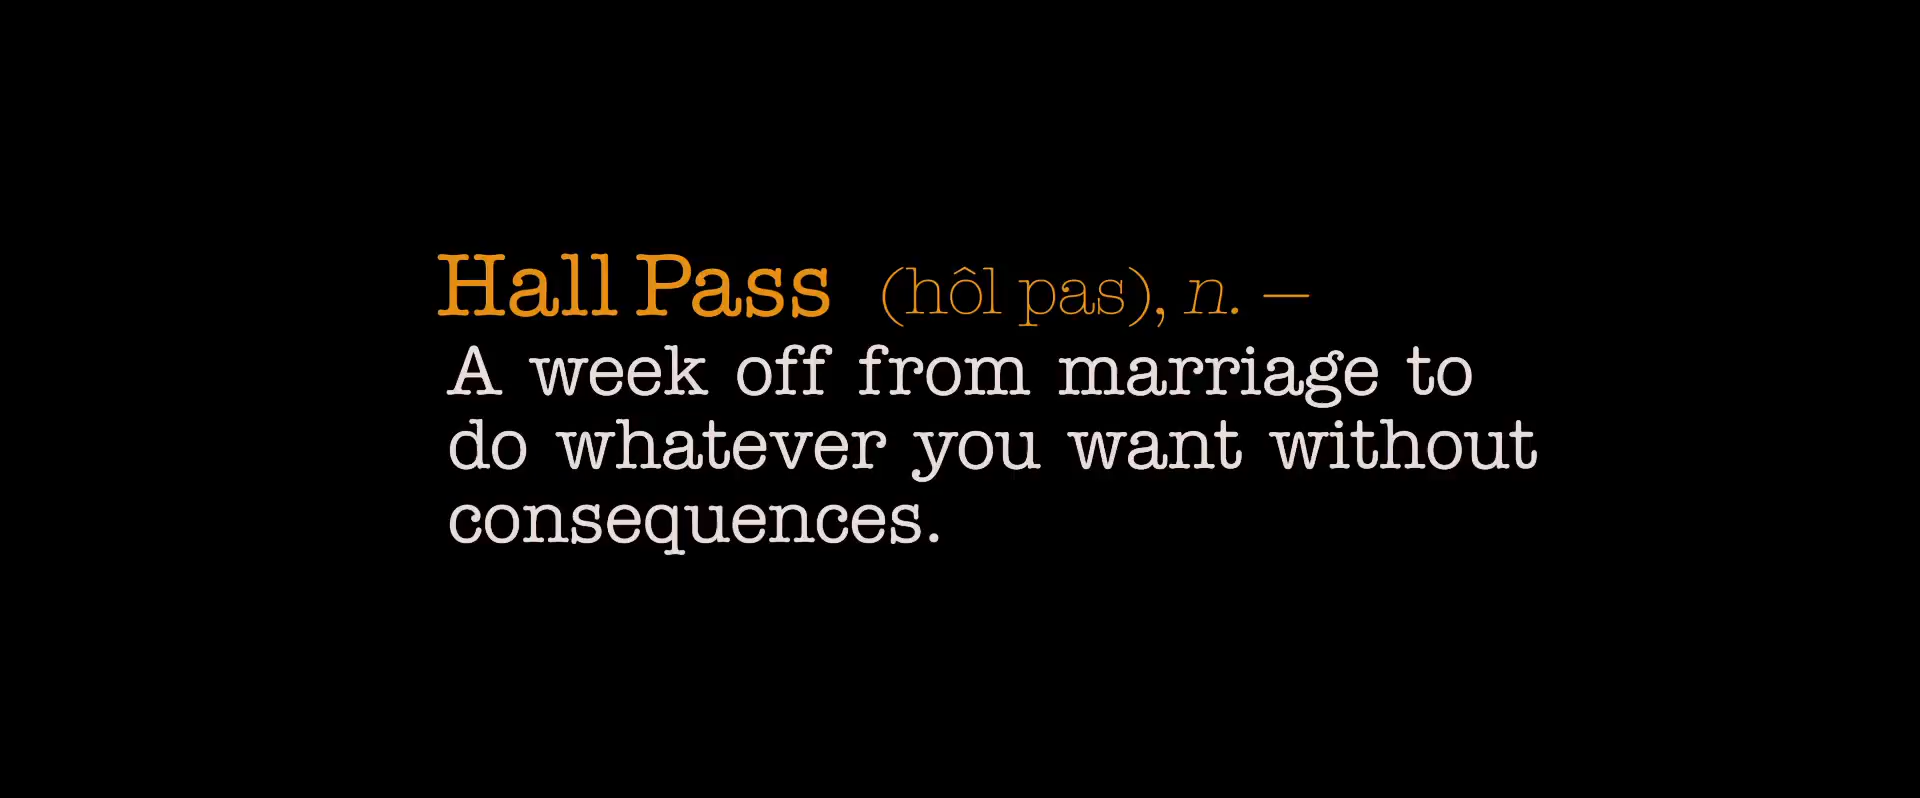 Hall Pass (hôl pas), n. —
A week off from marriage to
do whatever you want without
consequences.